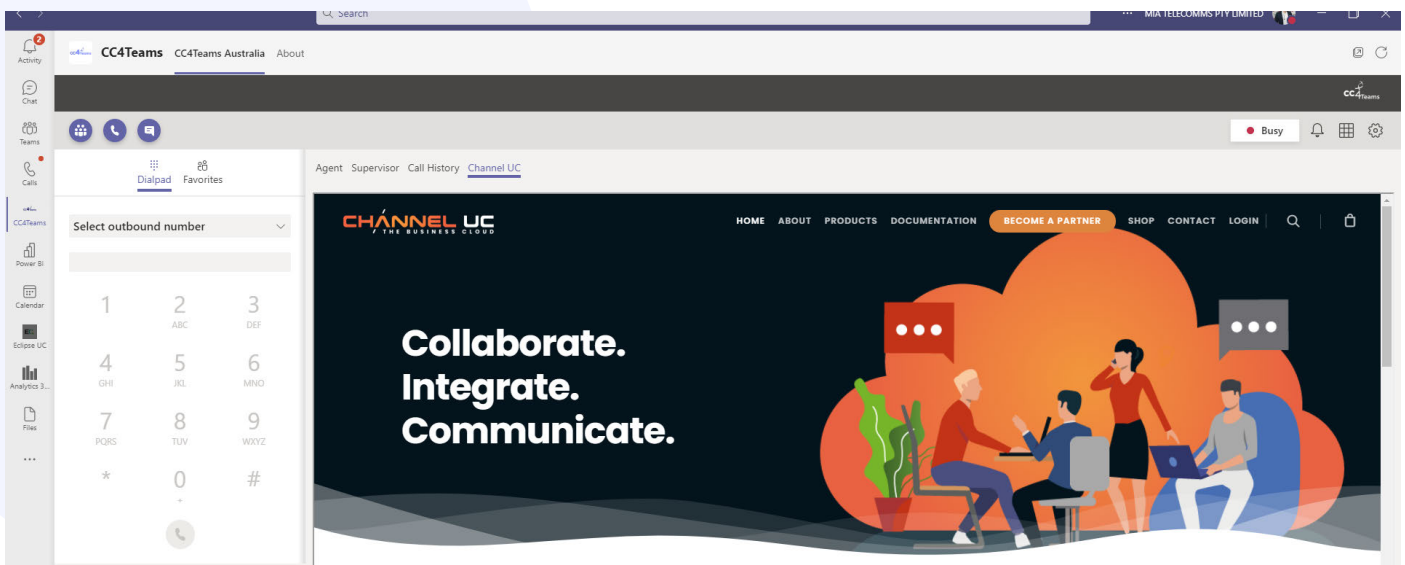 Search
MIA TELECOMMS PTY LIMITED
2
Activity
Chat
Teams
Calls
CC4Teams
Power BI
Calendar
Eclipse UC
Analytics 3...
Files
CC4Teams CC4Teams Australia About
cc4Teams
Busy
Dialpad Favorites
Select outbound number
1 2 3
ABC DEF
4 5 6
GHI JKL MNO
7 8 9
PQRS TUV WXYZ
* 0 #
+
Agent Supervisor Call History Channel UC
CHANNEL UC
THE BUSINESS CLOUD
HOME ABOUT PRODUCTS DOCUMENTATION BECOME A PARTNER SHOP CONTACT LOGIN
Collaborate.
Integrate.
Communicate.